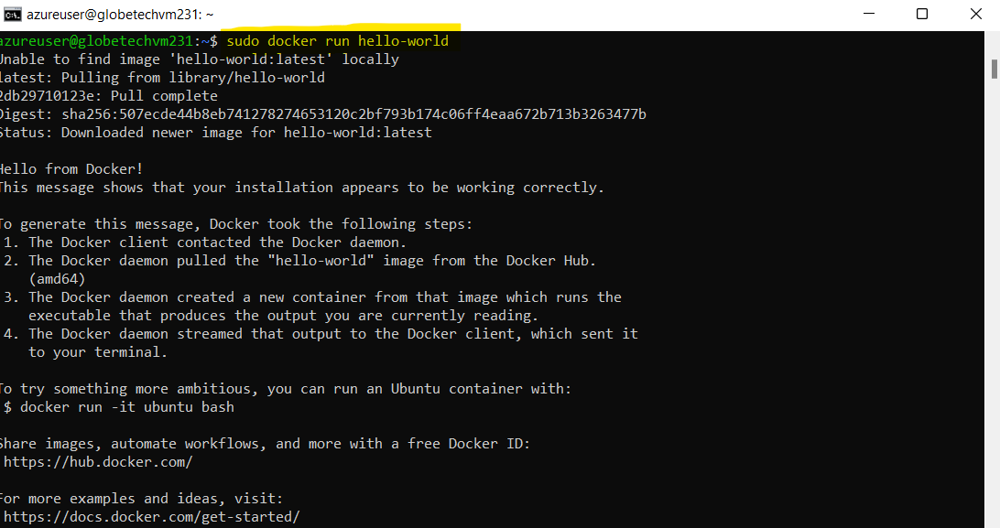 azureuser@globetechvm231: ~
azureuser@globetechvm231:~$ sudo docker run hello-world
Unable to find image 'hello-world:latest' locally
latest: Pulling from library/hello-world
2db29710123e: Pull complete
Digest: sha256:507ecde44b8eb741278274653120c2bf793b174c06ff4eaa672b713b3263477b
Status: Downloaded newer image for hello-world:latest
Hello from Docker!
This message shows that your installation appears to be working correctly.
To generate this message, Docker took the following steps:
1. The Docker client contacted the Docker daemon.
2. The Docker daemon pulled the "hello-world" image from the Docker Hub.
(amd64)
3. The Docker daemon created a new container from that image which runs the
executable that produces the output you are currently reading.
4. The Docker daemon streamed that output to the Docker client, which sent it
to your terminal.
To try something more ambitious, you can run an Ubuntu container with:
$ docker run -it ubuntu bash
Share images, automate workflows, and more with a free Docker ID:
https://hub.docker.com/
For more examples and ideas, visit:
https://docs.docker.com/get-started/